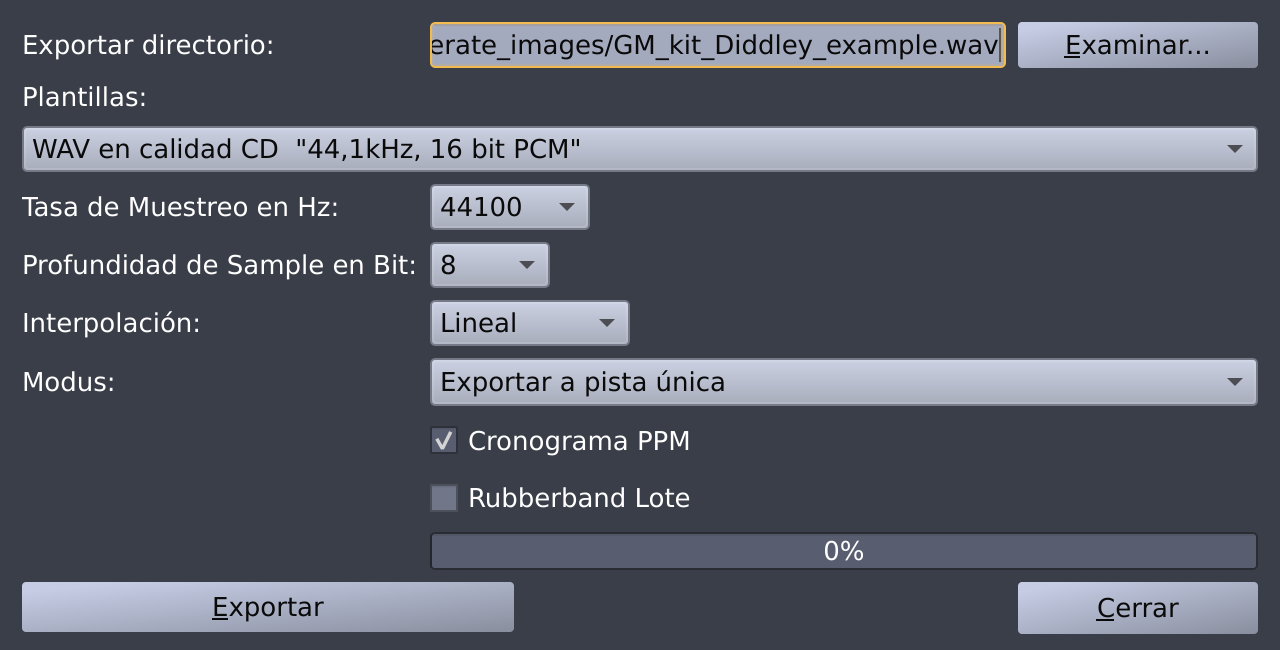 Exportar directorio:
erate_images/GM_kit_Diddley_example.wav
Examinar...
Plantillas:
WAV en calidad CD  "44,1kHz, 16 bit PCM"
Tasa de Muestreo en Hz:
44100
Profundidad de Sample en Bit:
8
Interpolación:
Lineal
Modus:
Exportar a pista única
Cronograma PPM
Rubberband Lote
0%
Exportar
Cerrar